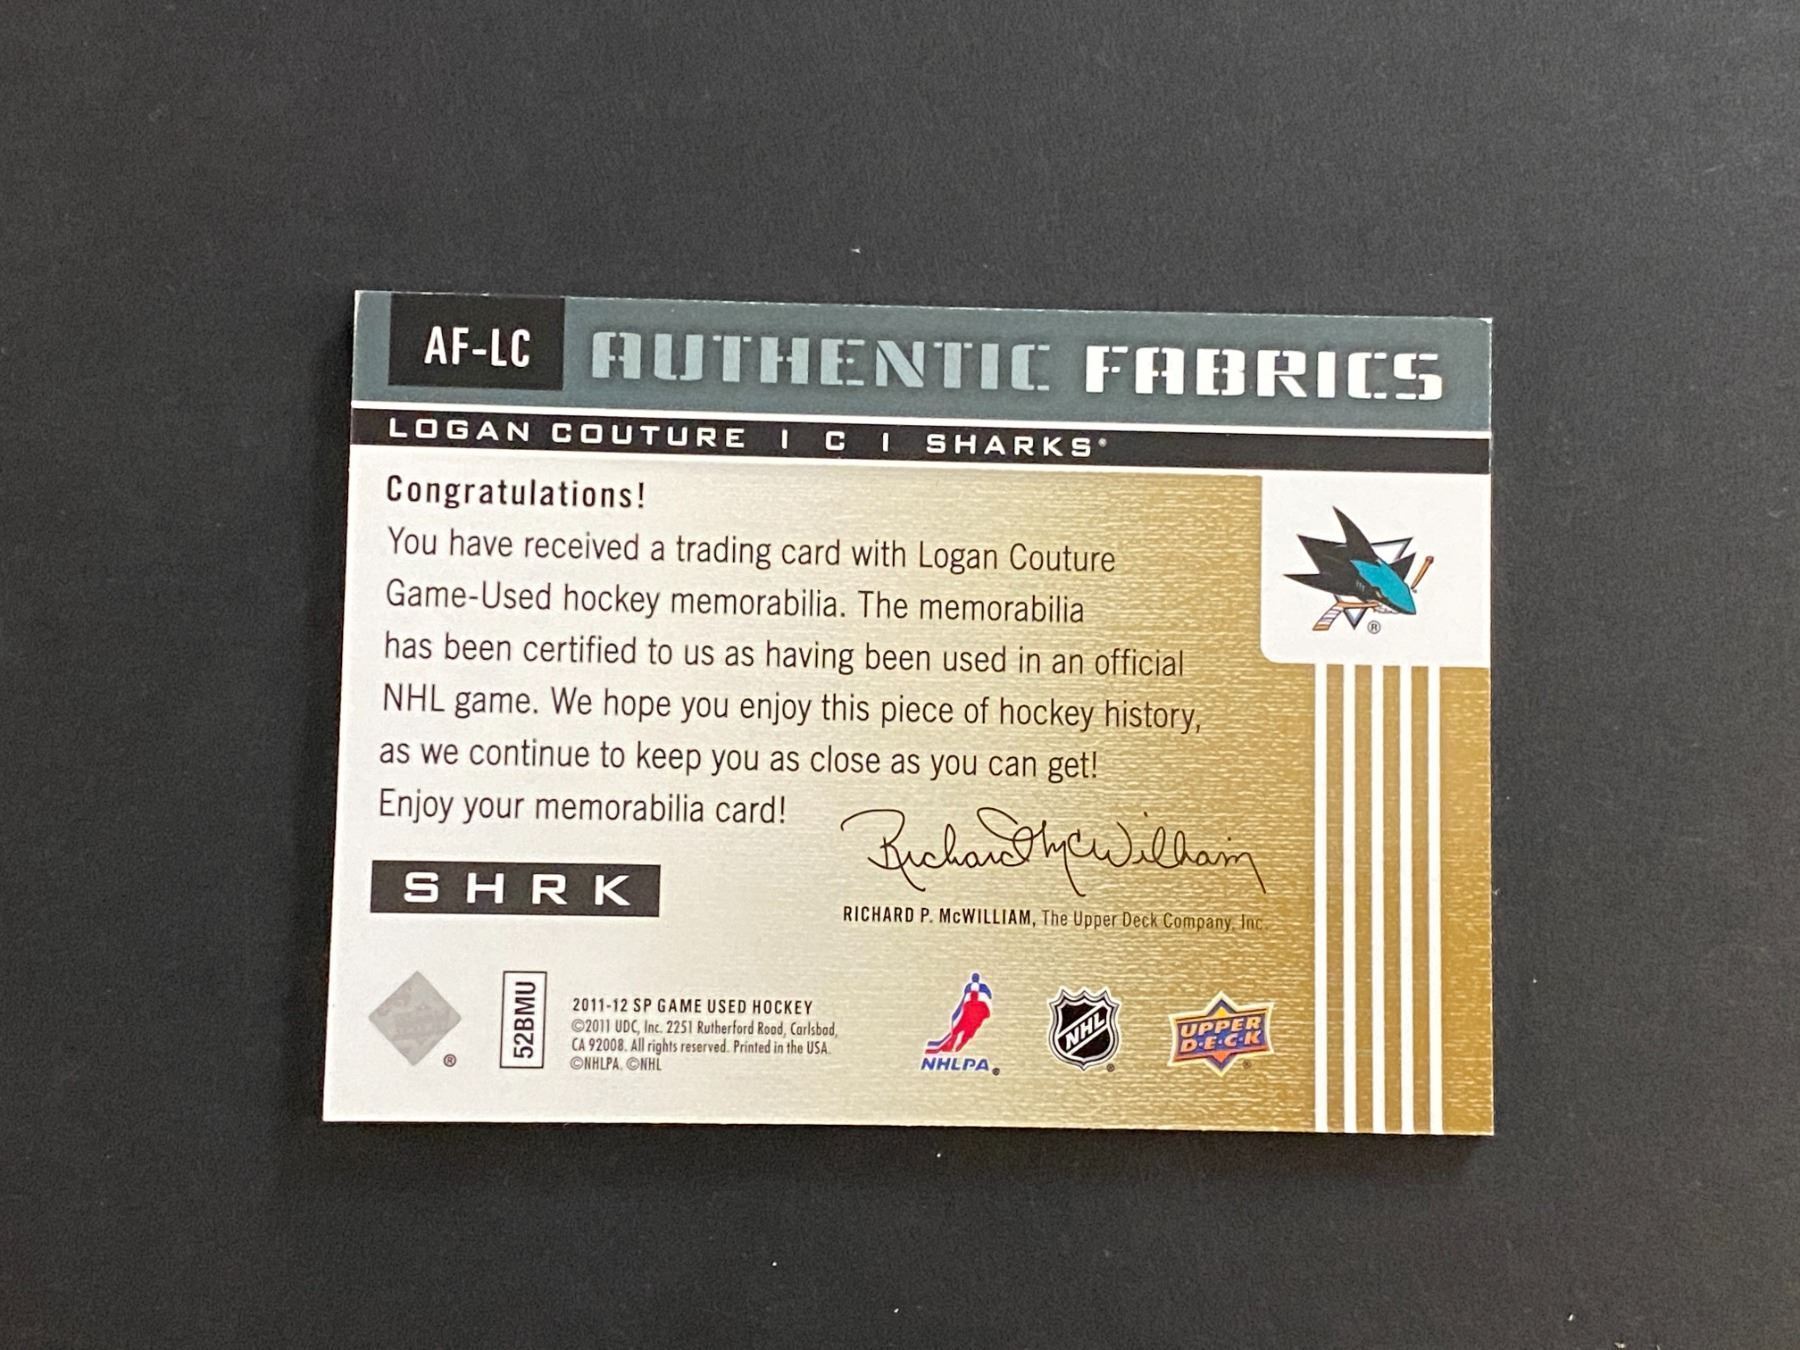 AF-LC AUTHENTIC FABRICS
LOGAN COUTURE | C | SHARKS®
Congratulations!
You have received a trading card with Logan Couture
Game-Used hockey memorabilia. The memorabilia
has been certified to us as having been used in an official
NHL game. We hope you enjoy this piece of hockey history,
as we continue to keep you as close as you can get!
Enjoy your memorabilia card!
®
Richard McWilliam
RICHARD P. McWILLIAM, The Upper Deck Company, Inc.
SHRK
®
52BMU
2011-12 SP GAME USED HOCKEY
©2011 UDC, Inc. 2251 Rutherford Road, Carlsbad,
CA 92008. All rights reserved. Printed in the USA.
©NHLPA. ©NHL
NHLPA®
NHL®
UPPER
D·E·C·K®